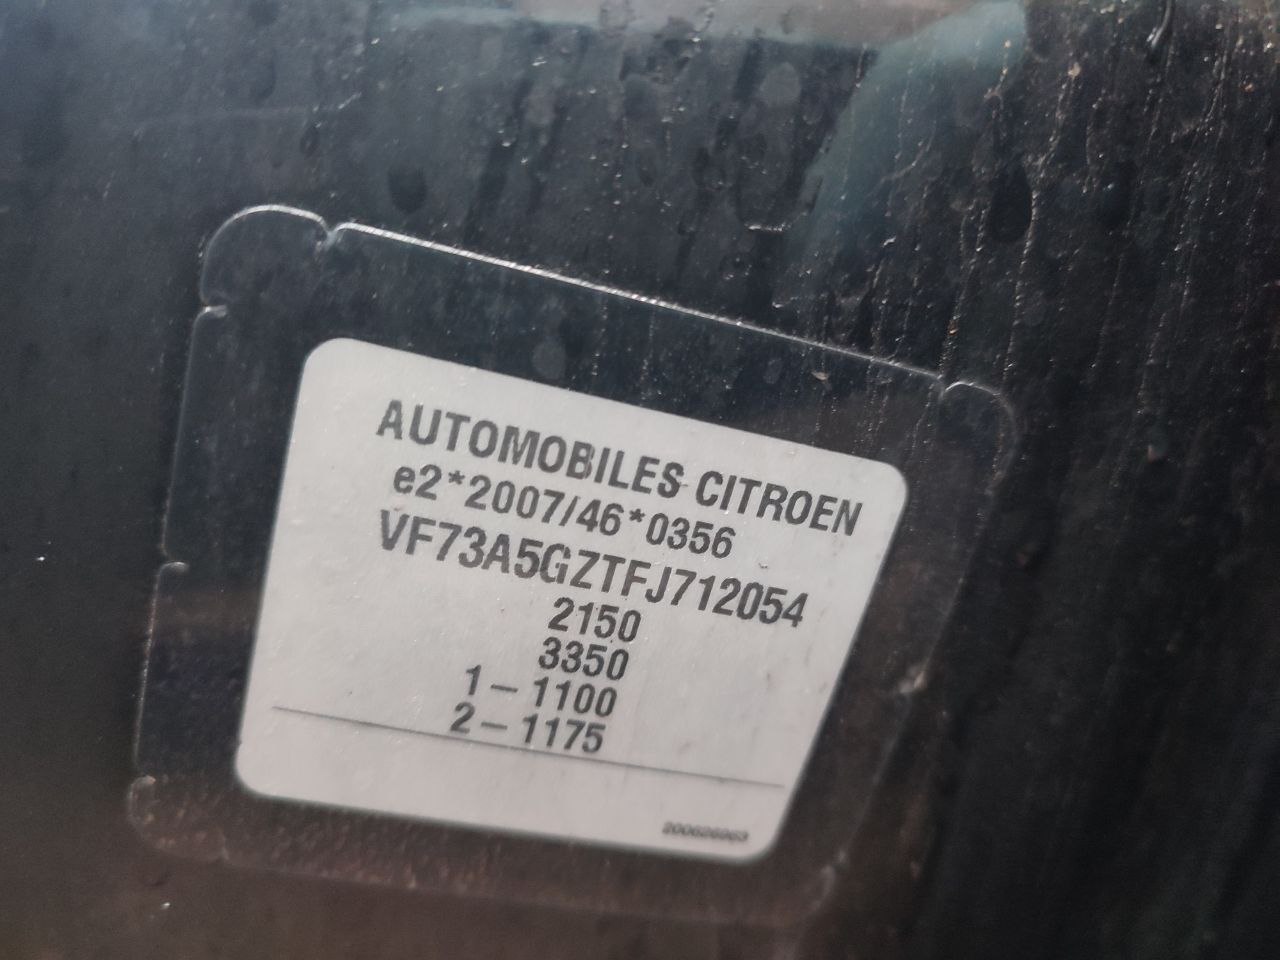 AUTOMOBILES CITROEN
e2*2007/46*0356
VF73A5GZTFJ712054
2150
3350
1 – 1100
2 – 1175